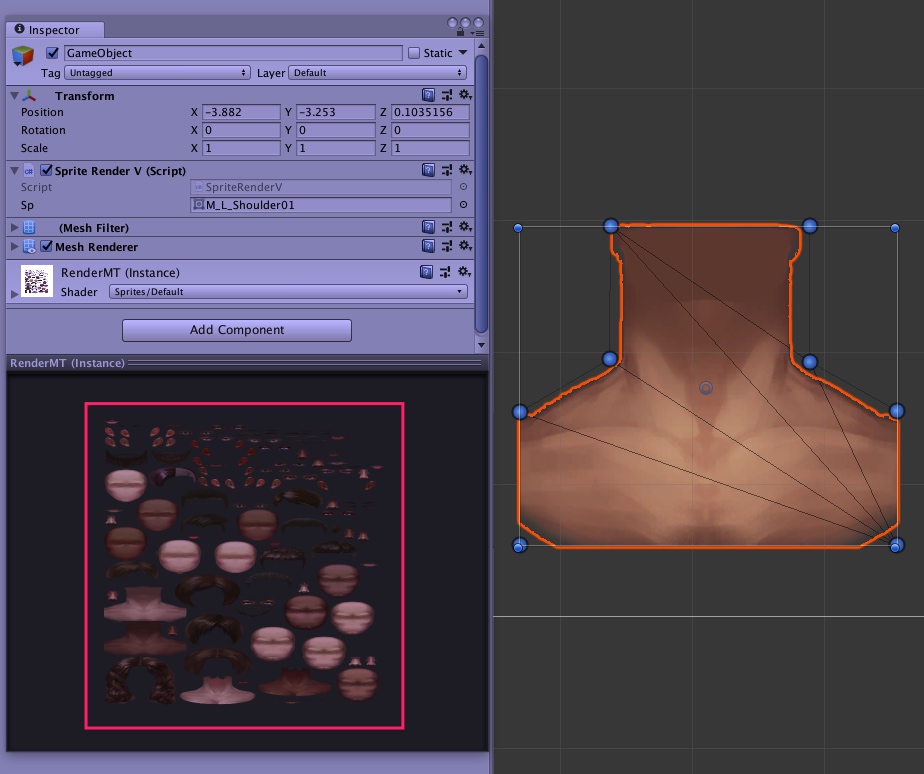 Inspector
GameObject Static
Tag Untagged Layer Default
Transform
Position X -3.882 Y -3.253 Z 0.1035156
Rotation X 0 Y 0 Z 0
Scale X 1 Y 1 Z 1
Sprite Render V (Script)
Script SpriteRenderV
Sp M_L_Shoulder01
(Mesh Filter)
Mesh Renderer
RenderMT (Instance)
Shader Sprites/Default
Add Component
RenderMT (Instance)